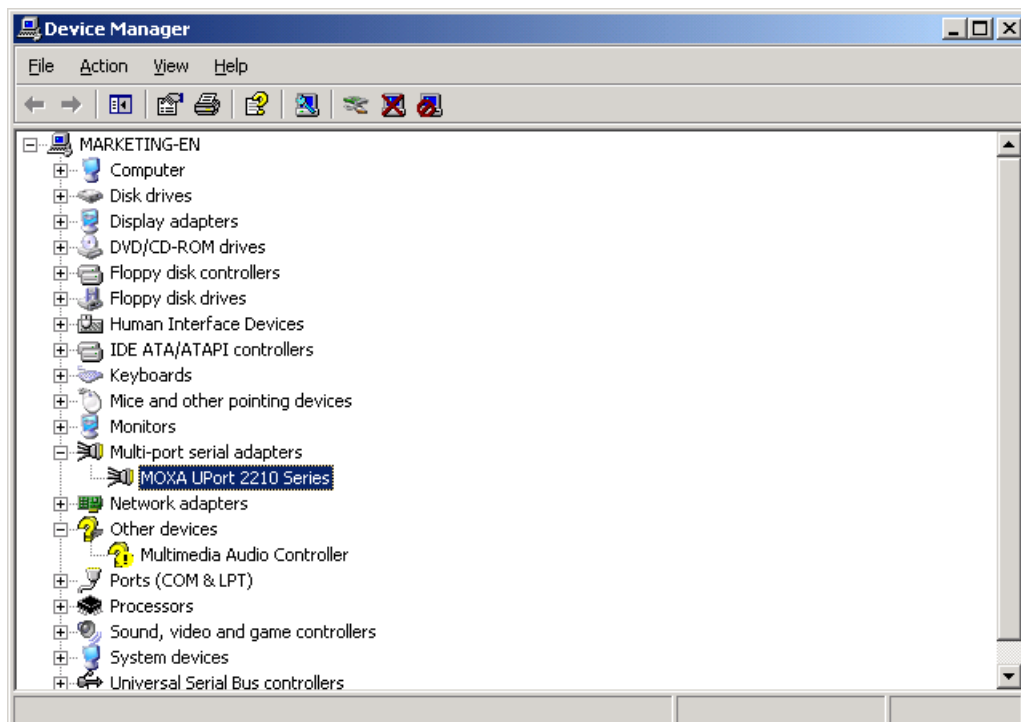 Device Manager
File Action View Help
MARKETING-EN
Computer
Disk drives
Display adapters
DVD/CD-ROM drives
Floppy disk controllers
Floppy disk drives
Human Interface Devices
IDE ATA/ATAPI controllers
Keyboards
Mice and other pointing devices
Monitors
Multi-port serial adapters
MOXA UPort 2210 Series
Network adapters
Other devices
Multimedia Audio Controller
Ports (COM & LPT)
Processors
Sound, video and game controllers
System devices
Universal Serial Bus controllers